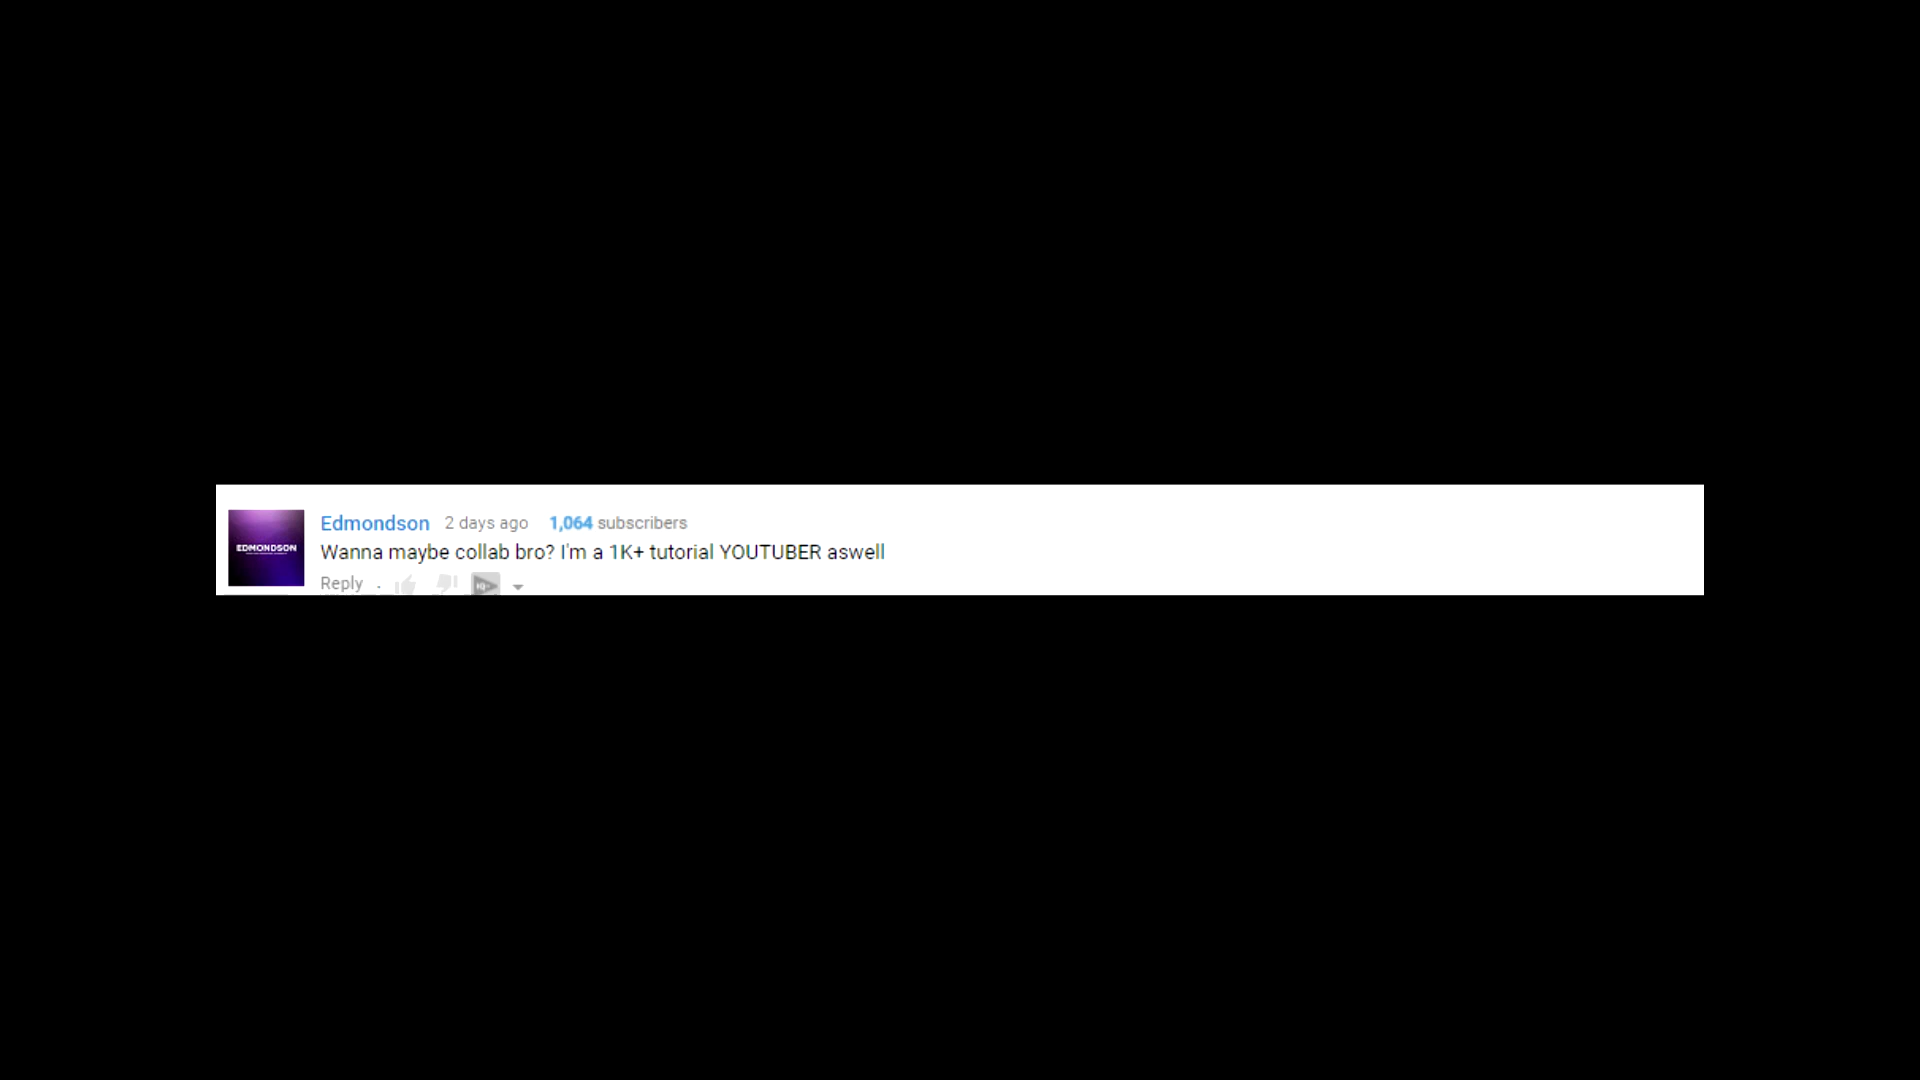 EDMONDSON
Edmondson 2 days ago 1,064 subscribers
Wanna maybe collab bro? I'm a 1K+ tutorial YOUTUBER aswell
Reply .